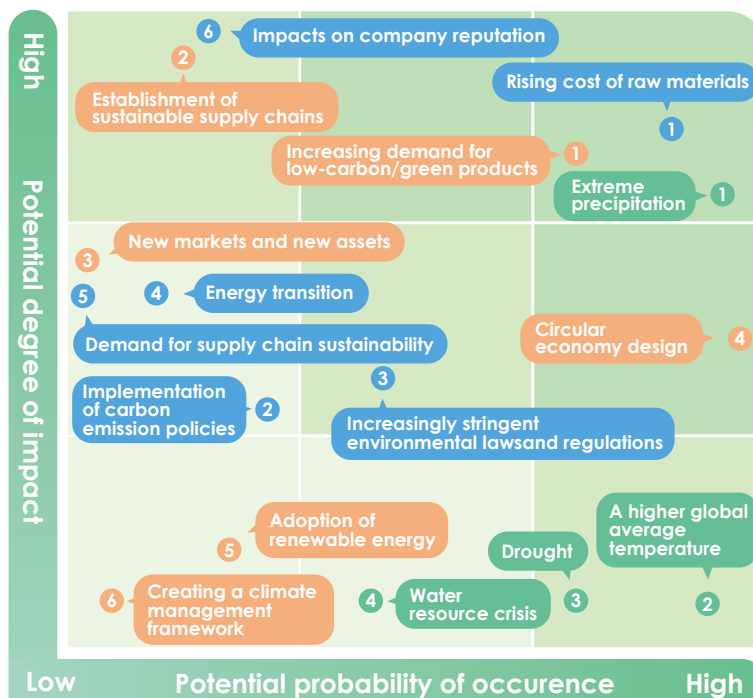 High
Potential degree of impact
6
Impacts on company reputation
2
Establishment of
sustainable supply chains
Rising cost of raw materials
1
Increasing demand for
low-carbon/green products
1
Extreme
precipitation
1
New markets and new assets
3
5
4
Energy transition
Demand for supply chain sustainability
Circular
economy design
4
Implementation
of carbon
emission policies
2
3
Increasingly stringent
environmental lawsand regulations
Adoption of
renewable energy
5
6
Creating a climate
management
framework
4
Water
resource crisis
Drought
3
A higher global
average
temperature
2
Low
Potential probability of occurence
High